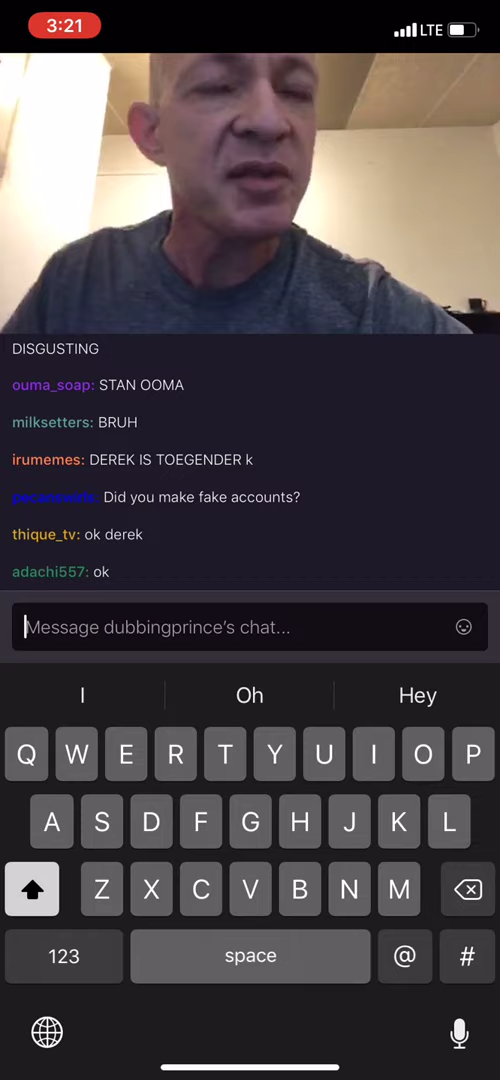 3:21
LTE
DISGUSTING
ouma_soap: STAN OOMA
milksetters: BRUH
irumemes: DEREK IS TOEGENDER k
Did you make fake accounts?
thique_tv: ok derek
adachi557: ok
Message dubbingprince's chat...
I Oh Hey
Q W E R T Y U I O P
A S D F G H J K L
Z X C V B N M
123 space @ #